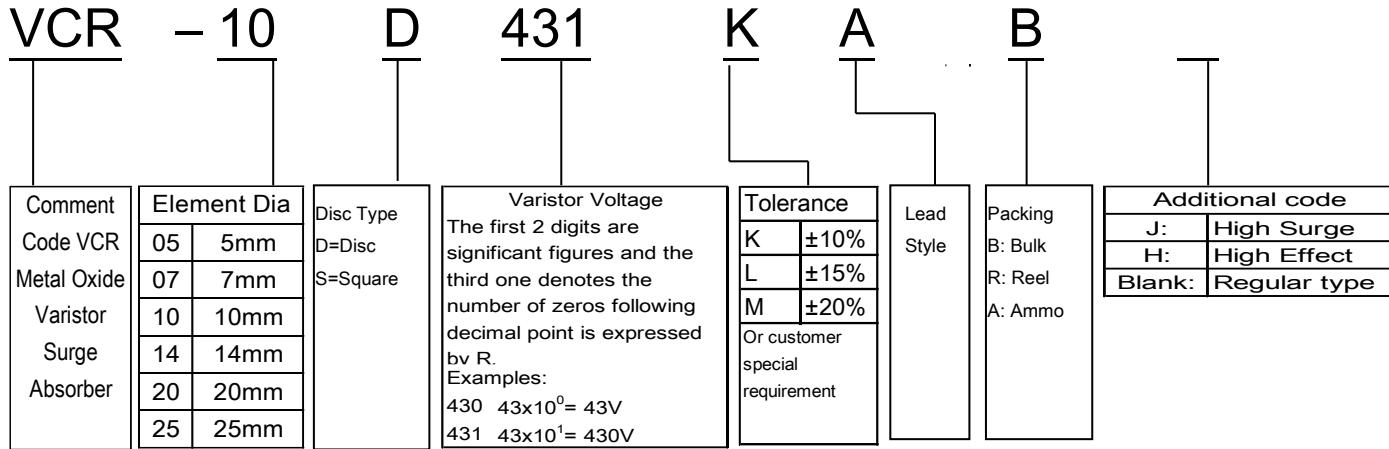 VCR – 10 D 431 K A B
Comment
Code VCR
Metal Oxide
Varistor
Surge
Absorber
Element Dia
05 5mm
07 7mm
10 10mm
14 14mm
20 20mm
25 25mm
Disc Type
D=Disc
S=Square
Varistor Voltage
The first 2 digits are
significant figures and the
third one denotes the
number of zeros following
decimal point is expressed
by R.
Examples:
430 43x10⁰= 43V
431 43x10¹= 430V
Tolerance
K ±10%
L ±15%
M ±20%
Or customer
special
requirement
Lead
Style
Packing
B: Bulk
R: Reel
A: Ammo
Additional code
J: High Surge
H: High Effect
Blank: Regular type